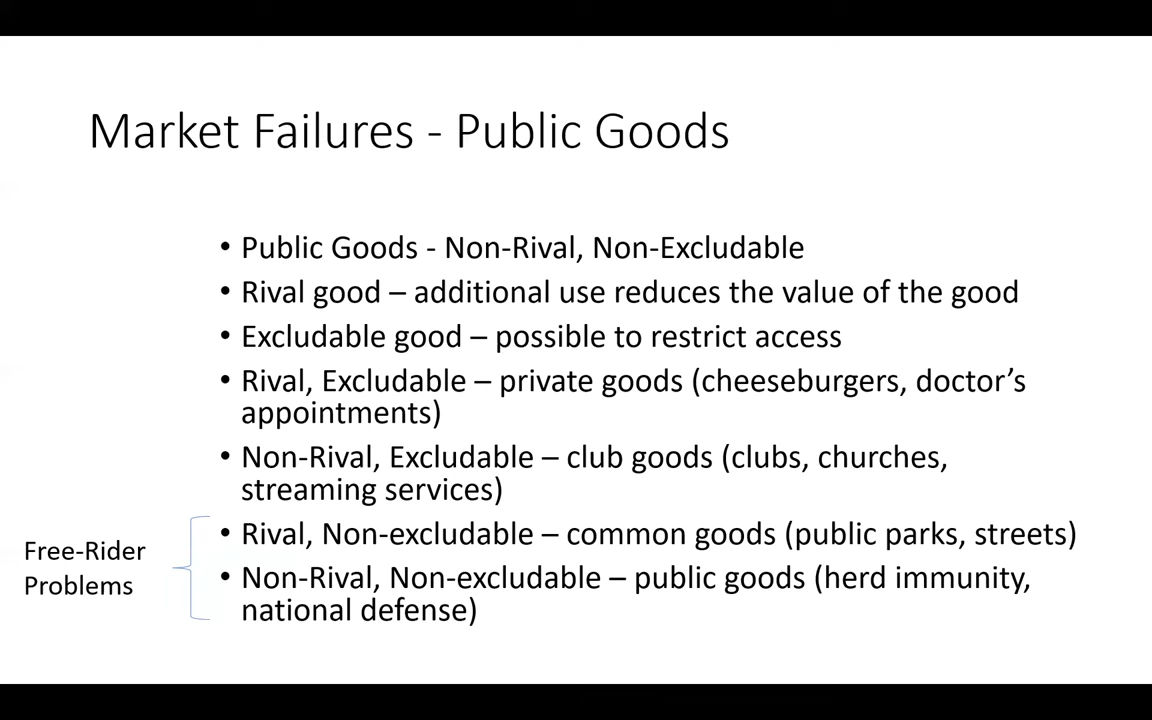 Market Failures - Public Goods
• Public Goods - Non-Rival, Non-Excludable
• Rival good – additional use reduces the value of the good
• Excludable good – possible to restrict access
• Rival, Excludable – private goods (cheeseburgers, doctor’s
appointments)
• Non-Rival, Excludable – club goods (clubs, churches,
streaming services)
Free-Rider
Problems
• Rival, Non-excludable – common goods (public parks, streets)
• Non-Rival, Non-excludable – public goods (herd immunity,
national defense)